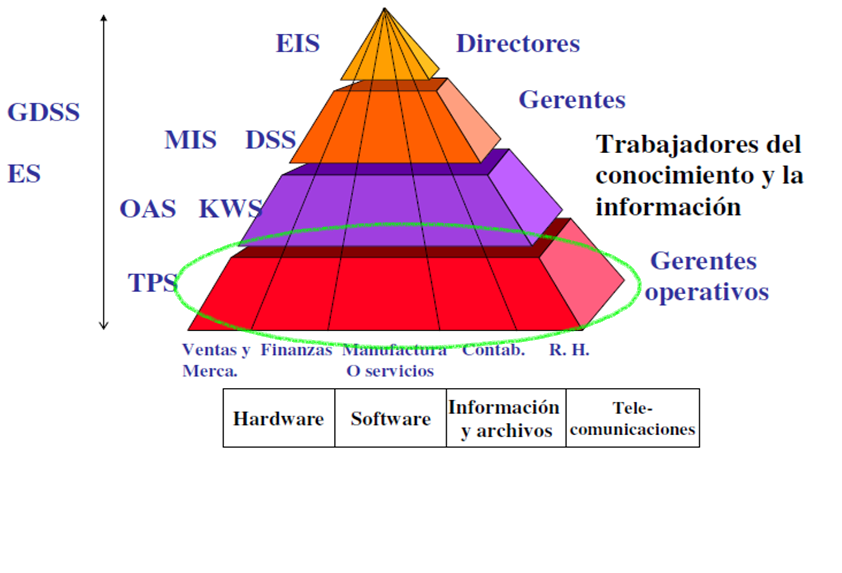 EIS
Directores
GDSS
Gerentes
MIS DSS
Trabajadores del
conocimiento y la
información
ES
OAS KWS
TPS
Gerentes
operativos
Ventas y Finanzas Manufactura Contab. R. H.
Merca. O servicios
Hardware
Software
Información
y archivos
Tele-
comunicaciones